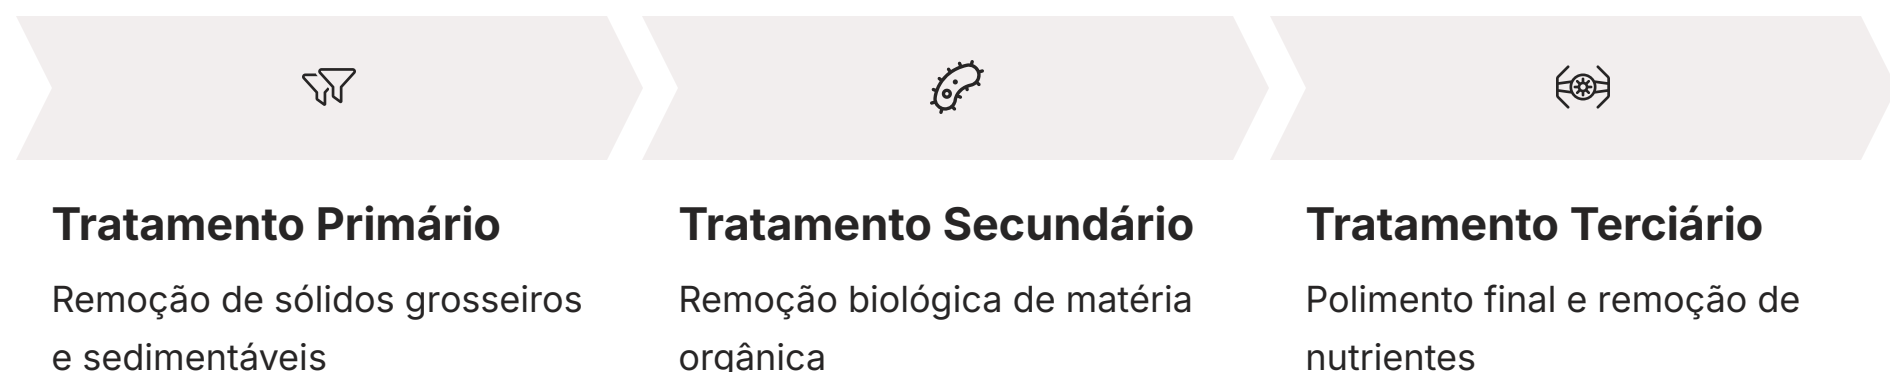 Tratamento Primário
Remoção de sólidos grosseiros
e sedimentáveis
Tratamento Secundário
Remoção biológica de matéria
orgânica
Tratamento Terciário
Polimento final e remoção de
nutrientes